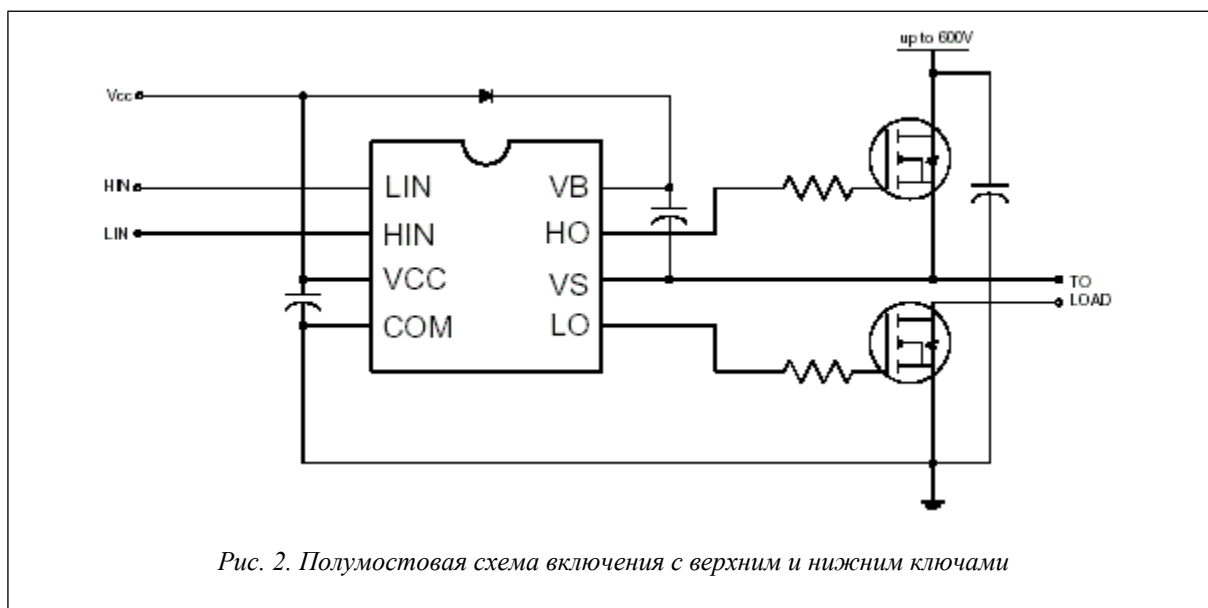 up to 600V
Vcc
HIN
LIN
LIN
HIN
VCC
COM
VB
HO
VS
LO
TO
LOAD
Рис. 2. Полумостовая схема включения с верхним и нижним ключами